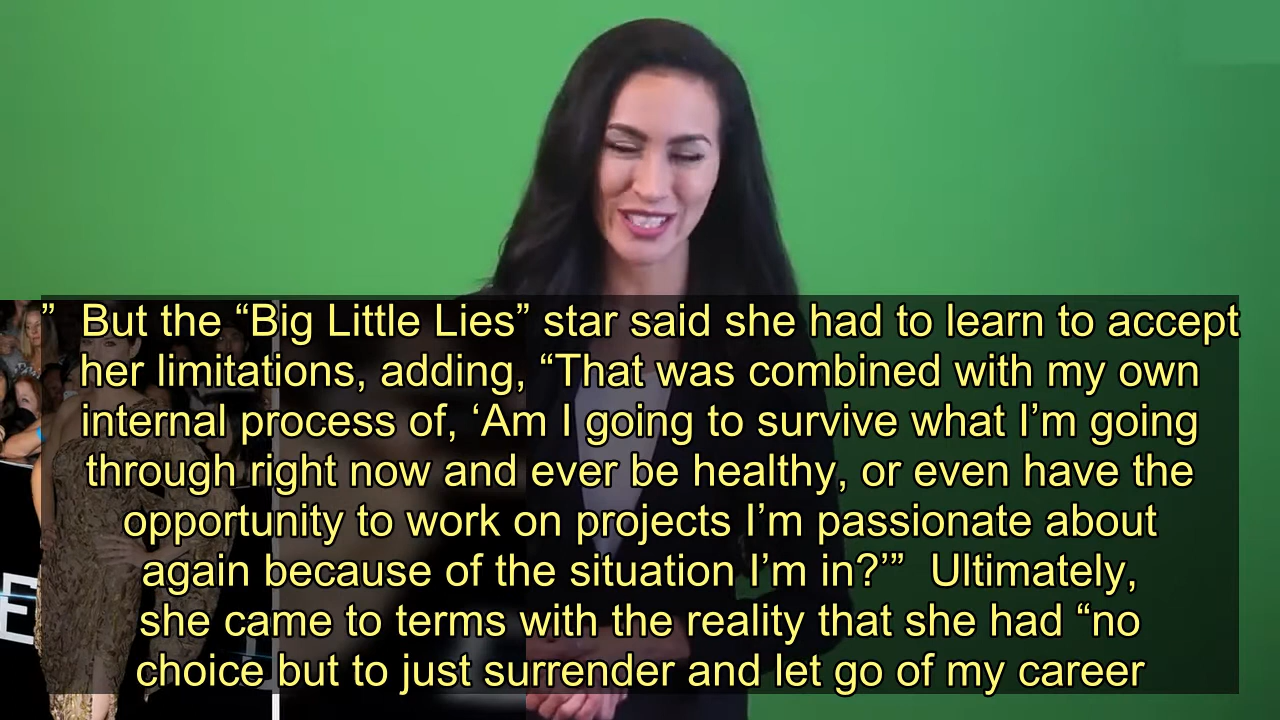 ” But the “Big Little Lies” star said she had to learn to accept
her limitations, adding, “That was combined with my own
internal process of, ‘Am I going to survive what I’m going
through right now and ever be healthy, or even have the
opportunity to work on projects I’m passionate about
again because of the situation I’m in?’” Ultimately,
she came to terms with the reality that she had “no
choice but to just surrender and let go of my career
E